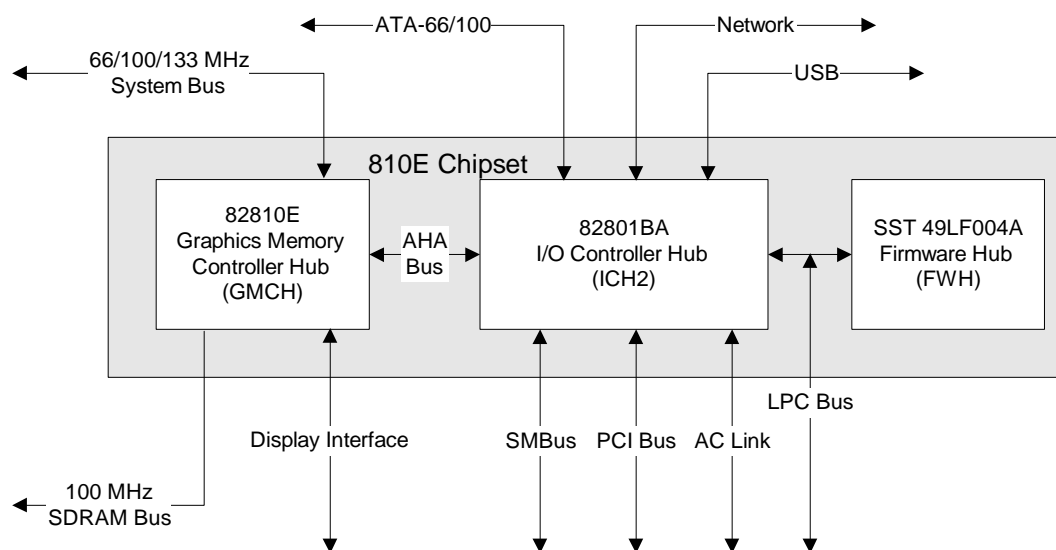 ATA-66/100
Network
66/100/133 MHz
System Bus
USB
810E Chipset
82810E
Graphics Memory
Controller Hub
(GMCH)
AHA
Bus
82801BA
I/O Controller Hub
(ICH2)
SST 49LF004A
Firmware Hub
(FWH)
LPC Bus
Display Interface
SMBus
PCI Bus
AC Link
100 MHz
SDRAM Bus